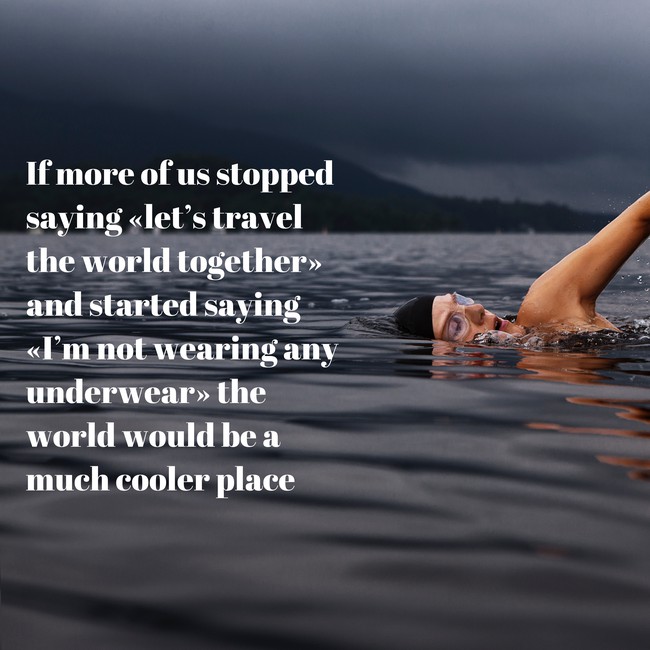 If more of us stopped
saying «let’s travel
the world together»
and started saying
«I’m not wearing any
underwear» the
world would be a
much cooler place